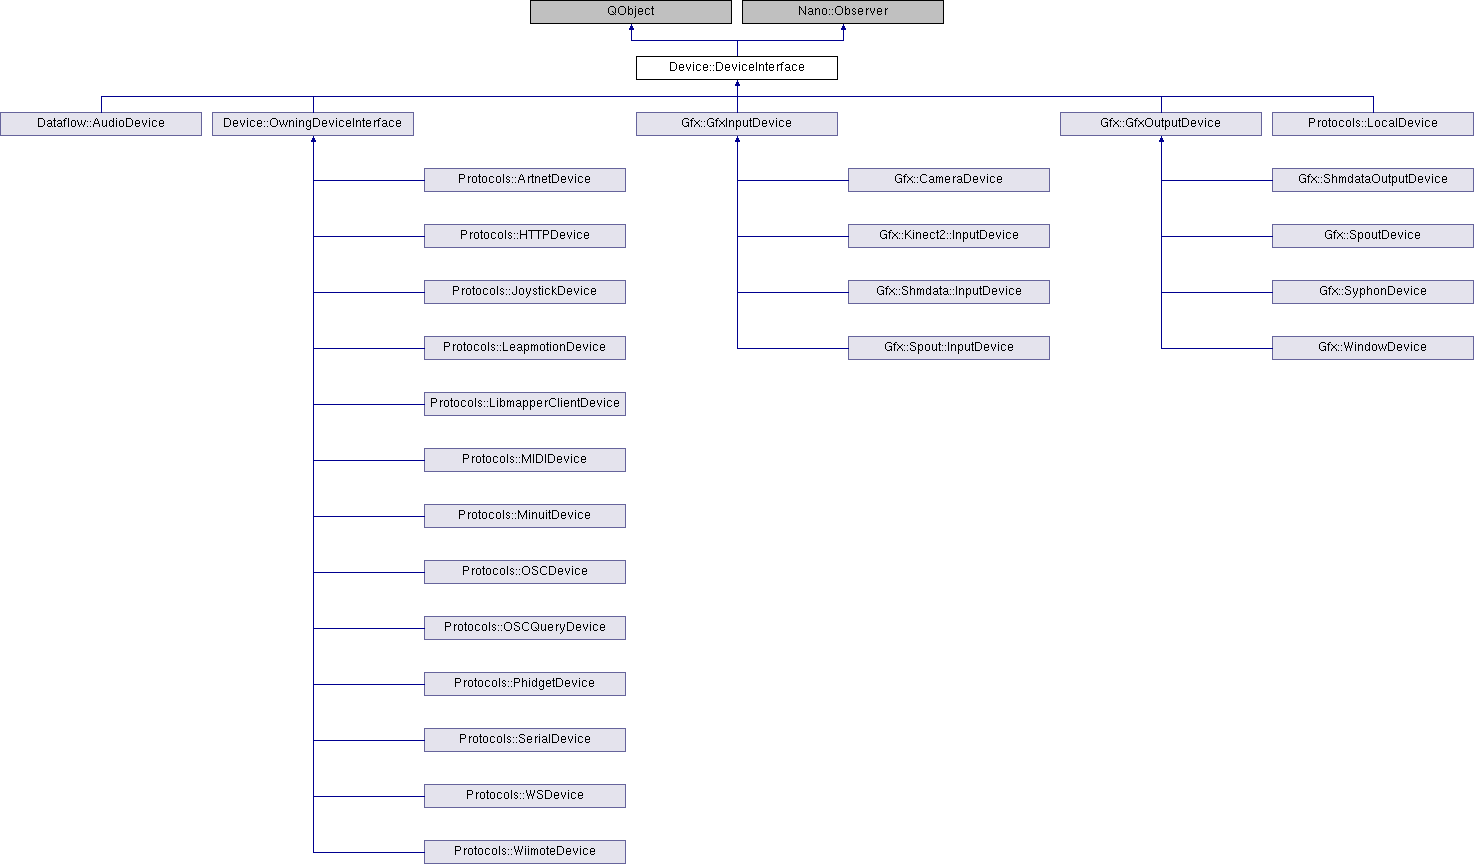 QObject
Nano::Observer
Device::DeviceInterface
Dataflow::AudioDevice
Device::OwningDeviceInterface
Gfx::GfxInputDevice
Gfx::GfxOutputDevice
Protocols::LocalDevice
Protocols::ArtnetDevice
Gfx::CameraDevice
Gfx::ShmdataOutputDevice
Protocols::HTTPDevice
Gfx::Kinect2::InputDevice
Gfx::SpoutDevice
Protocols::JoystickDevice
Gfx::Shmdata::InputDevice
Gfx::SyphonDevice
Protocols::LeapmotionDevice
Gfx::Spout::InputDevice
Gfx::WindowDevice
Protocols::LibmapperClientDevice
Protocols::MIDIDevice
Protocols::MinuitDevice
Protocols::OSCDevice
Protocols::OSCQueryDevice
Protocols::PhidgetDevice
Protocols::SerialDevice
Protocols::WSDevice
Protocols::WiimoteDevice